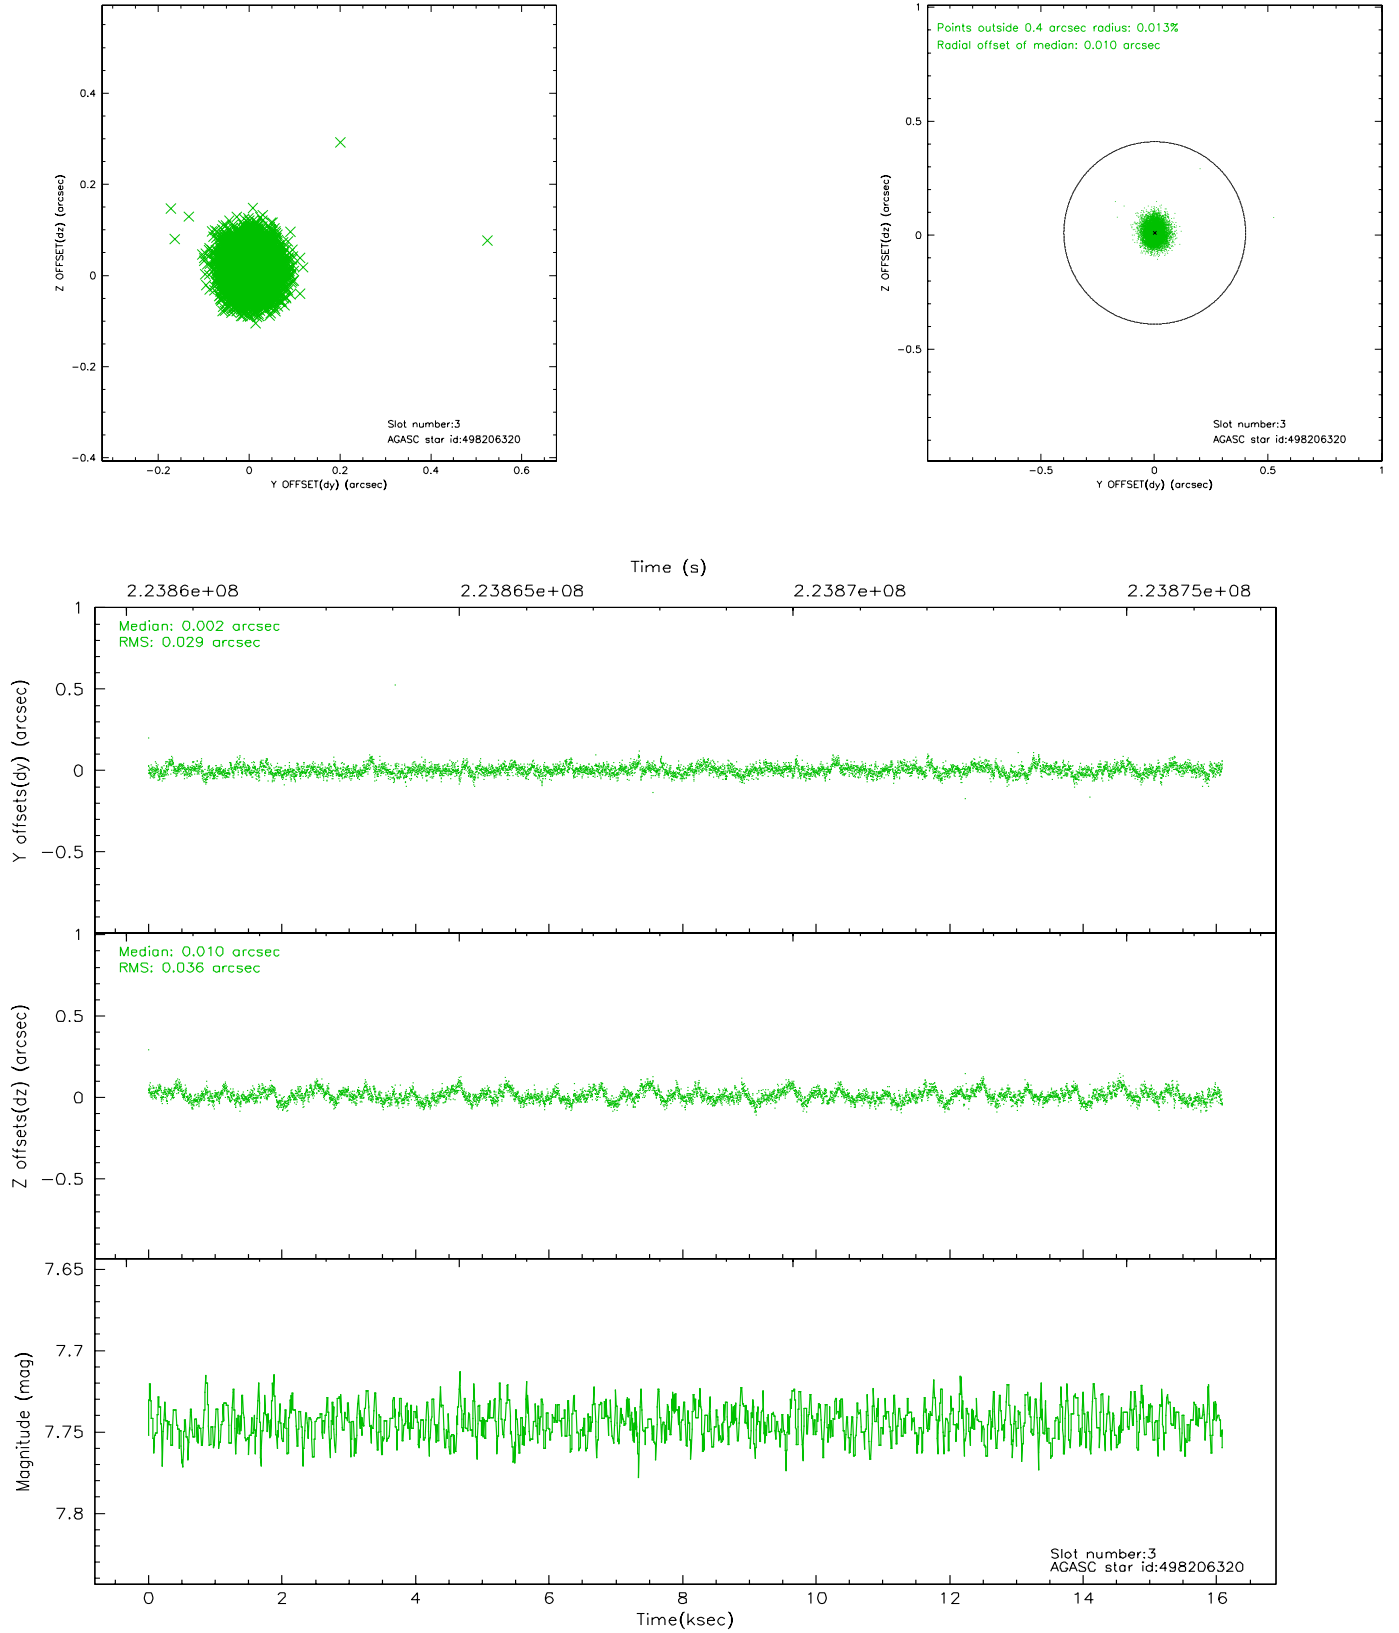 0.4
0.2
0
−0.2
−0.4
Z OFFSET(dz) (arcsec)
Slot number:3
AGASC star id:498206320
−0.2 0 0.2 0.4 0.6
Y OFFSET(dy) (arcsec)
Points outside 0.4 arcsec radius: 0.013%
Radial offset of median: 0.010 arcsec
1
0.5
0
−0.5
Z OFFSET(dz) (arcsec)
Slot number:3
AGASC star id:498206320
−0.5 0 0.5 1
Y OFFSET(dy) (arcsec)
Time (s)
2.2386e+08 2.23865e+08 2.2387e+08 2.23875e+08
Median: 0.002 arcsec
RMS: 0.029 arcsec
1
0.5
0
−0.5
Y offsets(dy) (arcsec)
Median: 0.010 arcsec
RMS: 0.036 arcsec
1
0.5
0
−0.5
Z offsets(dz) (arcsec)
7.65
7.7
7.75
7.8
Magnitude (mag)
Slot number:3
AGASC star id:498206320
0 2 4 6 8 10 12 14 16
Time(ksec)